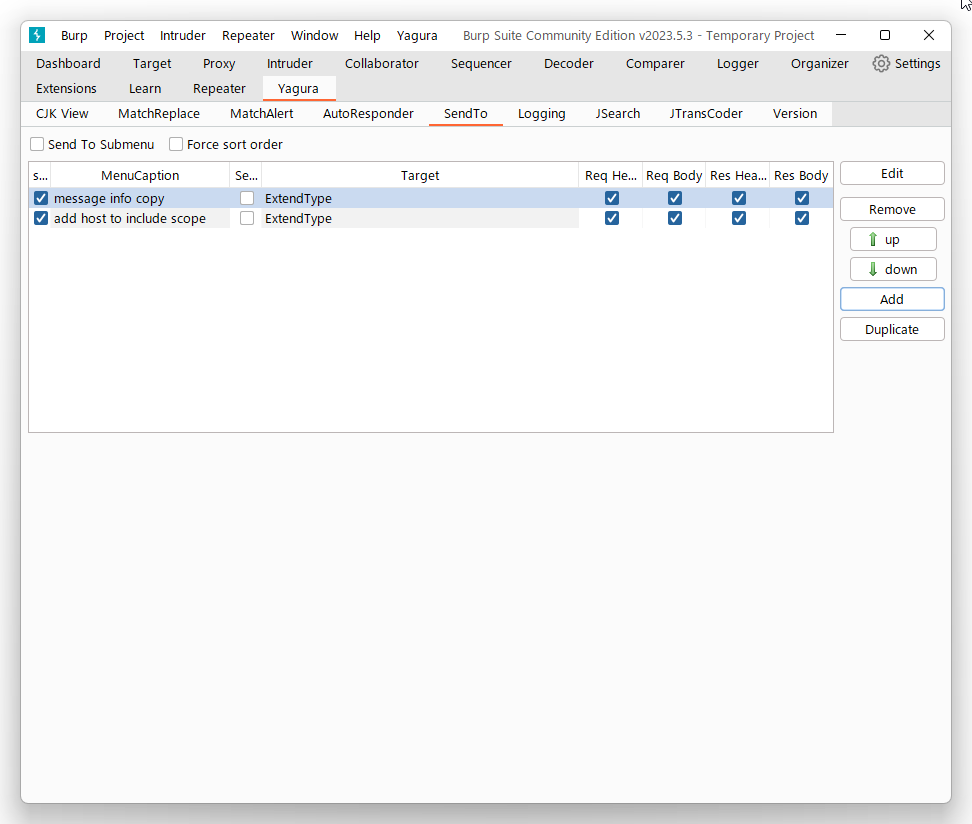 Burp Project Intruder Repeater Window Help Yagura Burp Suite Community Edition v2023.5.3 - Temporary Project
Dashboard Target Proxy Intruder Collaborator Sequencer Decoder Comparer Logger Organizer Settings
Extensions Learn Repeater Yagura
CJK View MatchReplace MatchAlert AutoResponder SendTo Logging JSearch JTransCoder Version
Send To Submenu Force sort order
s... MenuCaption Se... Target Req He... Req Body Res Hea... Res Body
message info copy ExtendType
add host to include scope ExtendType
Edit
Remove
up
down
Add
Duplicate